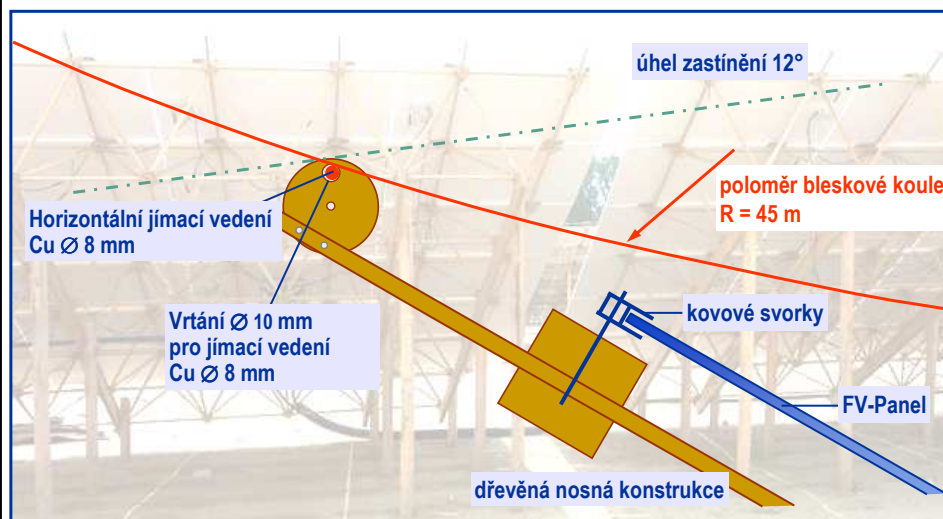 úhel zastínění 12°
poloměr bleskové koule
R = 45 m
Horizontální jímací vedení
Cu ∅ 8 mm
Vrtání ∅ 10 mm
pro jímací vedení
Cu ∅ 8 mm
kovové svorky
FV-Panel
dřevěná nosná konstrukce